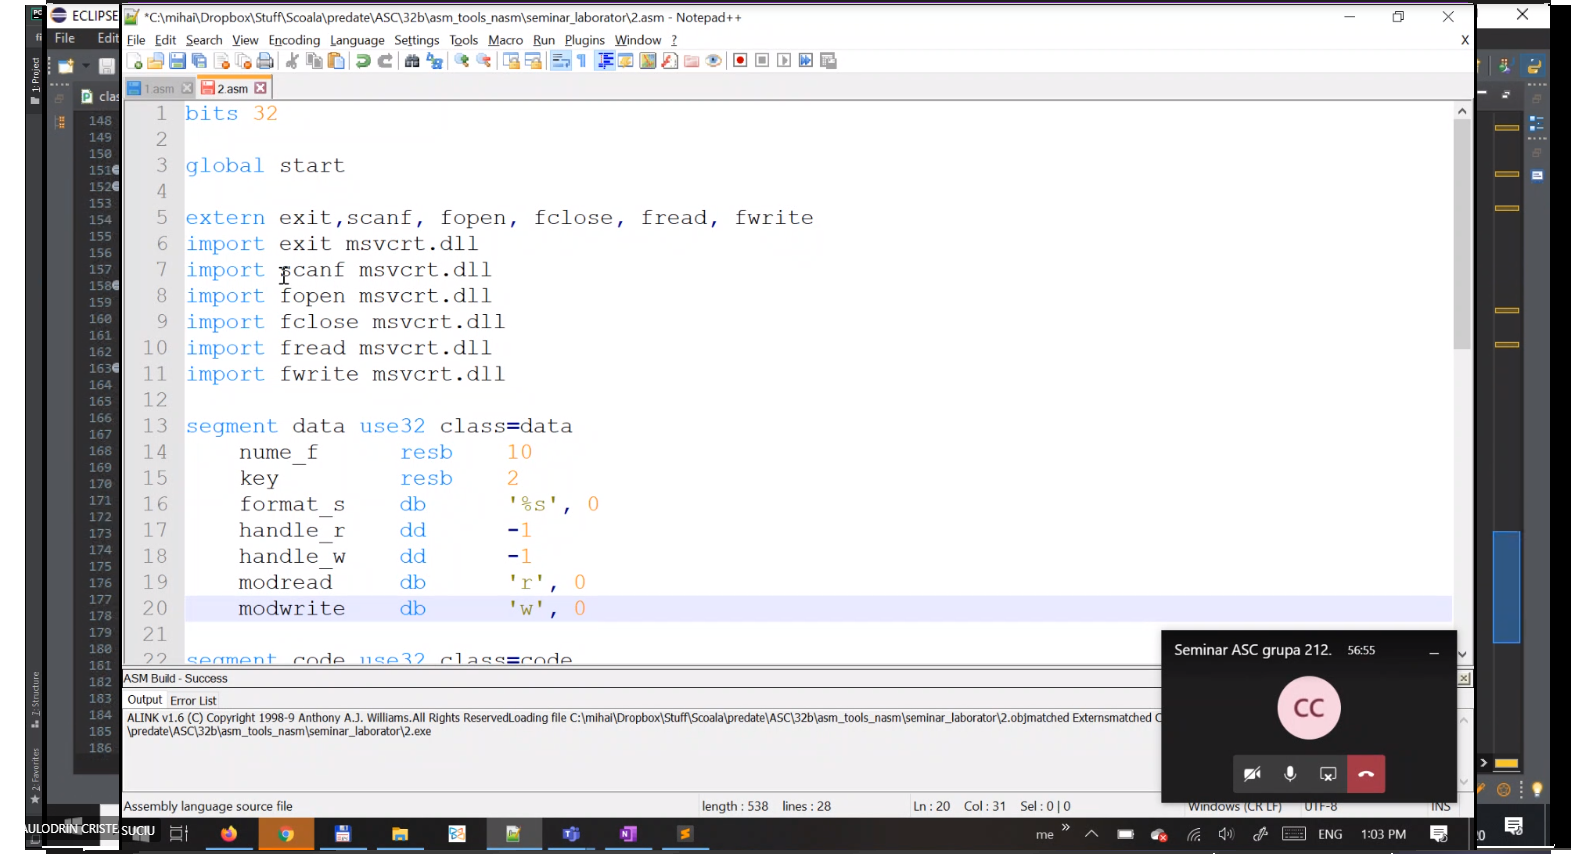 ECLIPSE
*C:\mihai\Dropbox\Stuff\Scoala\predate\ASC\32b\asm_tools_nasm\seminar_laborator\2.asm - Notepad++
File Edit
File Edit Search View Encoding Language Settings Tools Macro Run Plugins Window ? X
1: Project
clas
1.asm 2.asm
1 bits 32
2
3 global start
4
5 extern exit,scanf, fopen, fclose, fread, fwrite
6 import exit msvcrt.dll
7 import scanf msvcrt.dll
8 import fopen msvcrt.dll
9 import fclose msvcrt.dll
10 import fread msvcrt.dll
11 import fwrite msvcrt.dll
12
13 segment data use32 class=data
14 nume_f resb 10
15 key resb 2
16 format_s db '%s', 0
17 handle_r dd -1
18 handle_w dd -1
19 modread db 'r', 0
20 modwrite db 'w', 0
21
22 segment code use32 class=code
148
149
150
151
152
153
154
155
156
157
158
159
160
161
162
163
164
165
166
167
168
169
170
171
172
173
174
175
176
177
178
179
180
181
182
183
184
185
186
7: Structure
2: Favorites
ASM Build - Success
Output Error List
ALINK v1.6 (C) Copyright 1998-9 Anthony A.J. Williams.All Rights ReservedLoading file C:\mihai\Dropbox\Stuff\Scoala\predate\ASC\32b\asm_tools_nasm\seminar_laborator\2.objmatched Externsmatched C
\predate\ASC\32b\asm_tools_nasm\seminar_laborator\2.exe
Seminar ASC grupa 212. 56:55
CC
Assembly language source file length : 538 lines : 28 Ln : 20 Col : 31 Sel : 0 | 0 Windows (CR LF) UTF-8 INS
AULODRIN CRISTE SUCIU
me ENG 1:03 PM